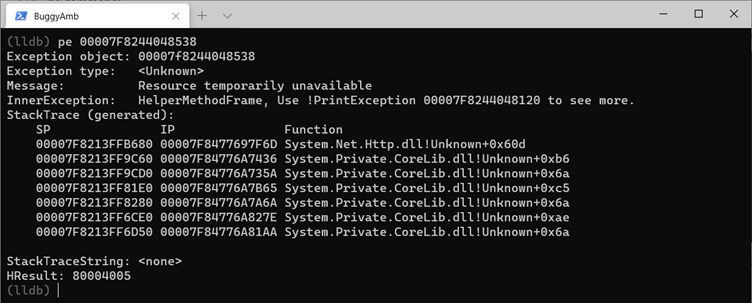 BuggyAmb
(lldb) pe 00007F8244048538
Exception object: 00007f8244048538
Exception type:   <Unknown>
Message:          Resource temporarily unavailable
InnerException:   HelperMethodFrame, Use !PrintException 00007F8244048120 to see more.
StackTrace (generated):
    SP               IP               Function
    00007F8213FFB680 00007F8477697F6D System.Net.Http.dll!Unknown+0x60d
    00007F8213FF9C60 00007F84776A7436 System.Private.CoreLib.dll!Unknown+0xb6
    00007F8213FF9CD0 00007F84776A735A System.Private.CoreLib.dll!Unknown+0x6a
    00007F8213FF81E0 00007F84776A7B65 System.Private.CoreLib.dll!Unknown+0xc5
    00007F8213FF8280 00007F84776A7A6A System.Private.CoreLib.dll!Unknown+0x6a
    00007F8213FF6CE0 00007F84776A827E System.Private.CoreLib.dll!Unknown+0xae
    00007F8213FF6D50 00007F84776A81AA System.Private.CoreLib.dll!Unknown+0x6a
StackTraceString: <none>
HResult: 80004005
(lldb)